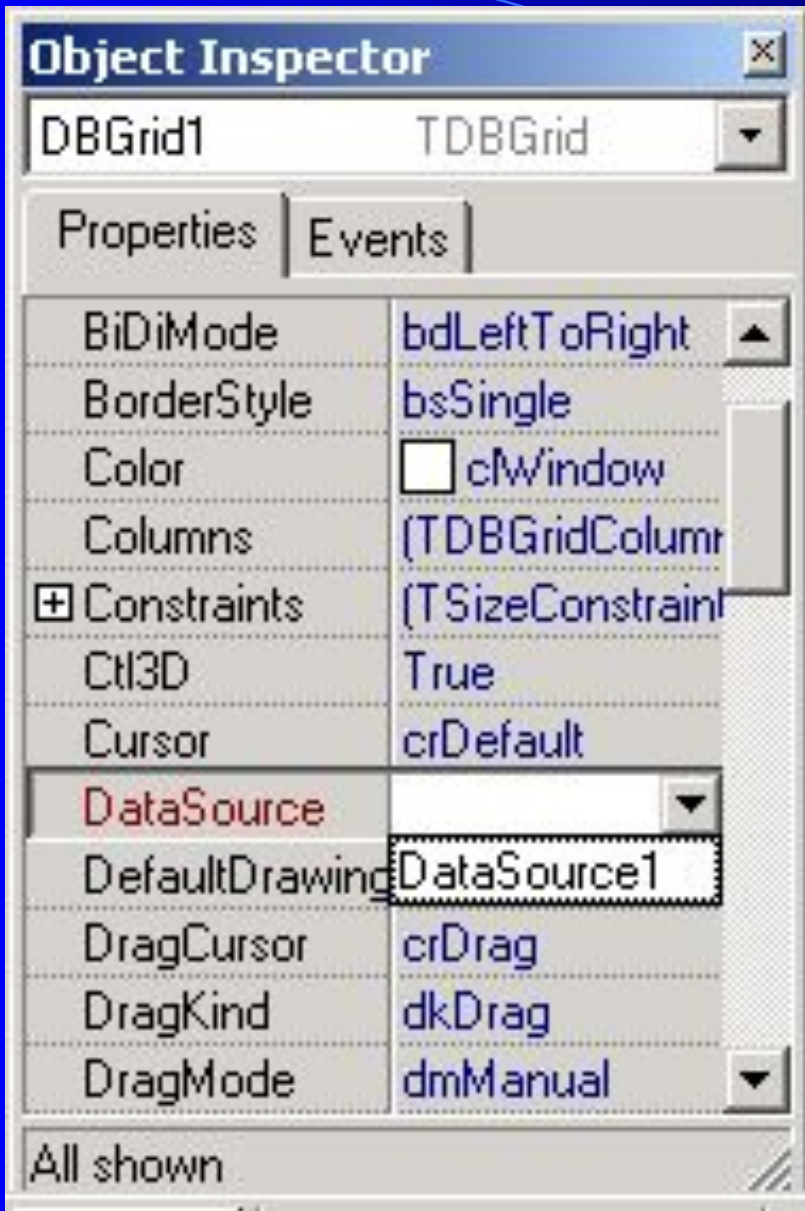 Object Inspector
DBGrid1 TDBGrid
Properties Events
BiDiMode bdLeftToRight
BorderStyle bsSingle
Color clWindow
Columns (TDBGridColumn
Constraints (TSizeConstraint
Ctl3D True
Cursor crDefault
DataSource
DefaultDrawing DataSource1
DragCursor crDrag
DragKind dkDrag
DragMode dmManual
All shown